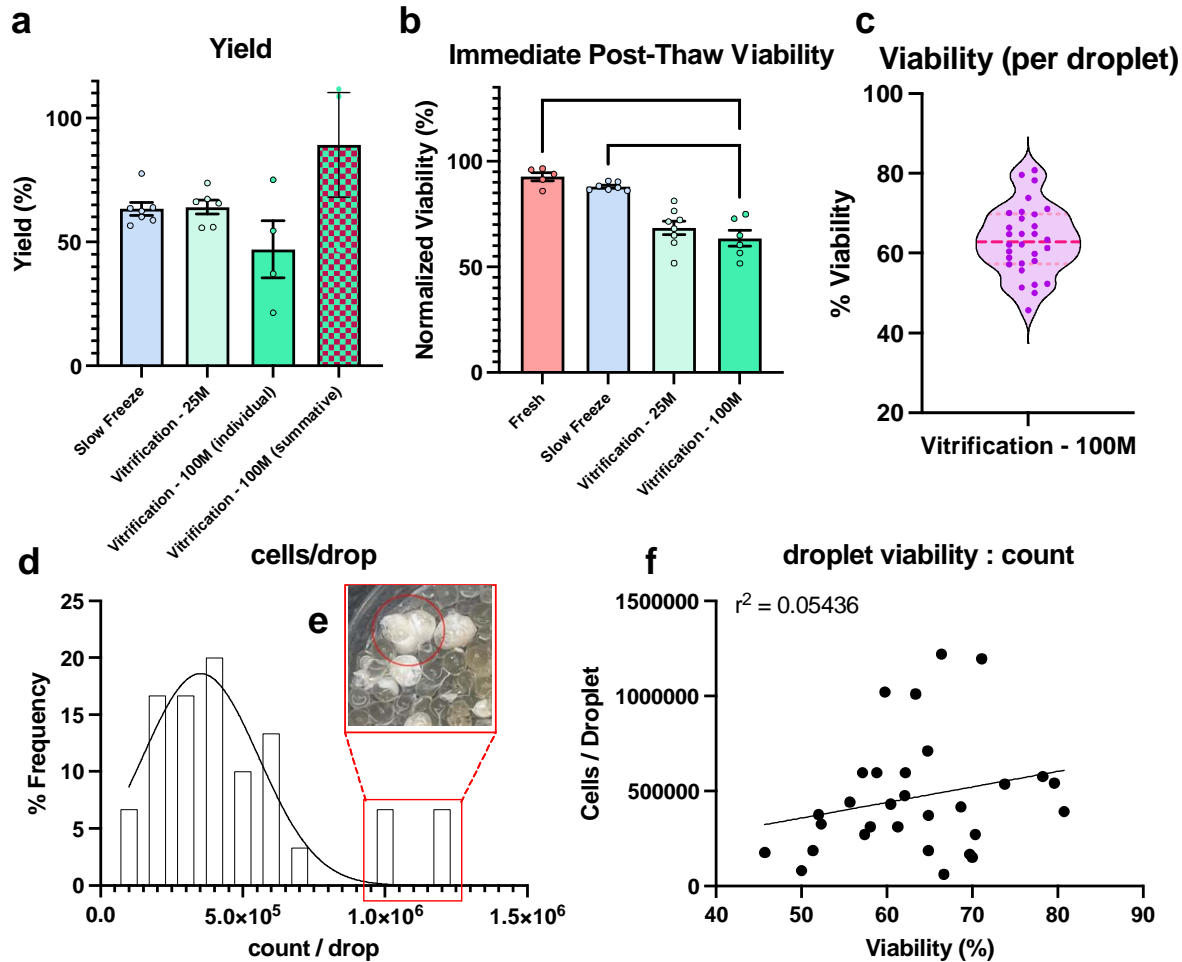 a
Yield
Yield (%)
100
50
0
Slow Freeze
Vitrification - 25M
Vitrification - 100M (individual)
Vitrification - 100M (summative)
b
Immediate Post-Thaw Viability
Normalized Viability (%)
100
50
0
Fresh
Slow Freeze
Vitrification - 25M
Vitrification - 100M
c
Viability (per droplet)
% Viability
100
80
60
40
20
Vitrification - 100M
d
cells/drop
% Frequency
25
20
15
10
5
0
0.0
5.0×10⁵
1.0×10⁶
1.5×10⁶
count / drop
e
f
droplet viability : count
r² = 0.05436
Cells / Droplet
1500000
1000000
500000
0
40
50
60
70
80
90
Viability (%)